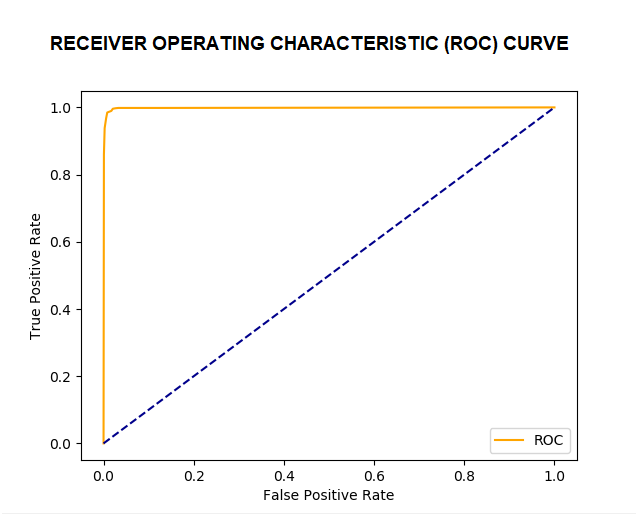 RECEIVER OPERATING CHARACTERISTIC (ROC) CURVE
1.0
0.8
0.6
0.4
0.2
0.0
True Positive Rate
ROC
0.0 0.2 0.4 0.6 0.8 1.0
False Positive Rate